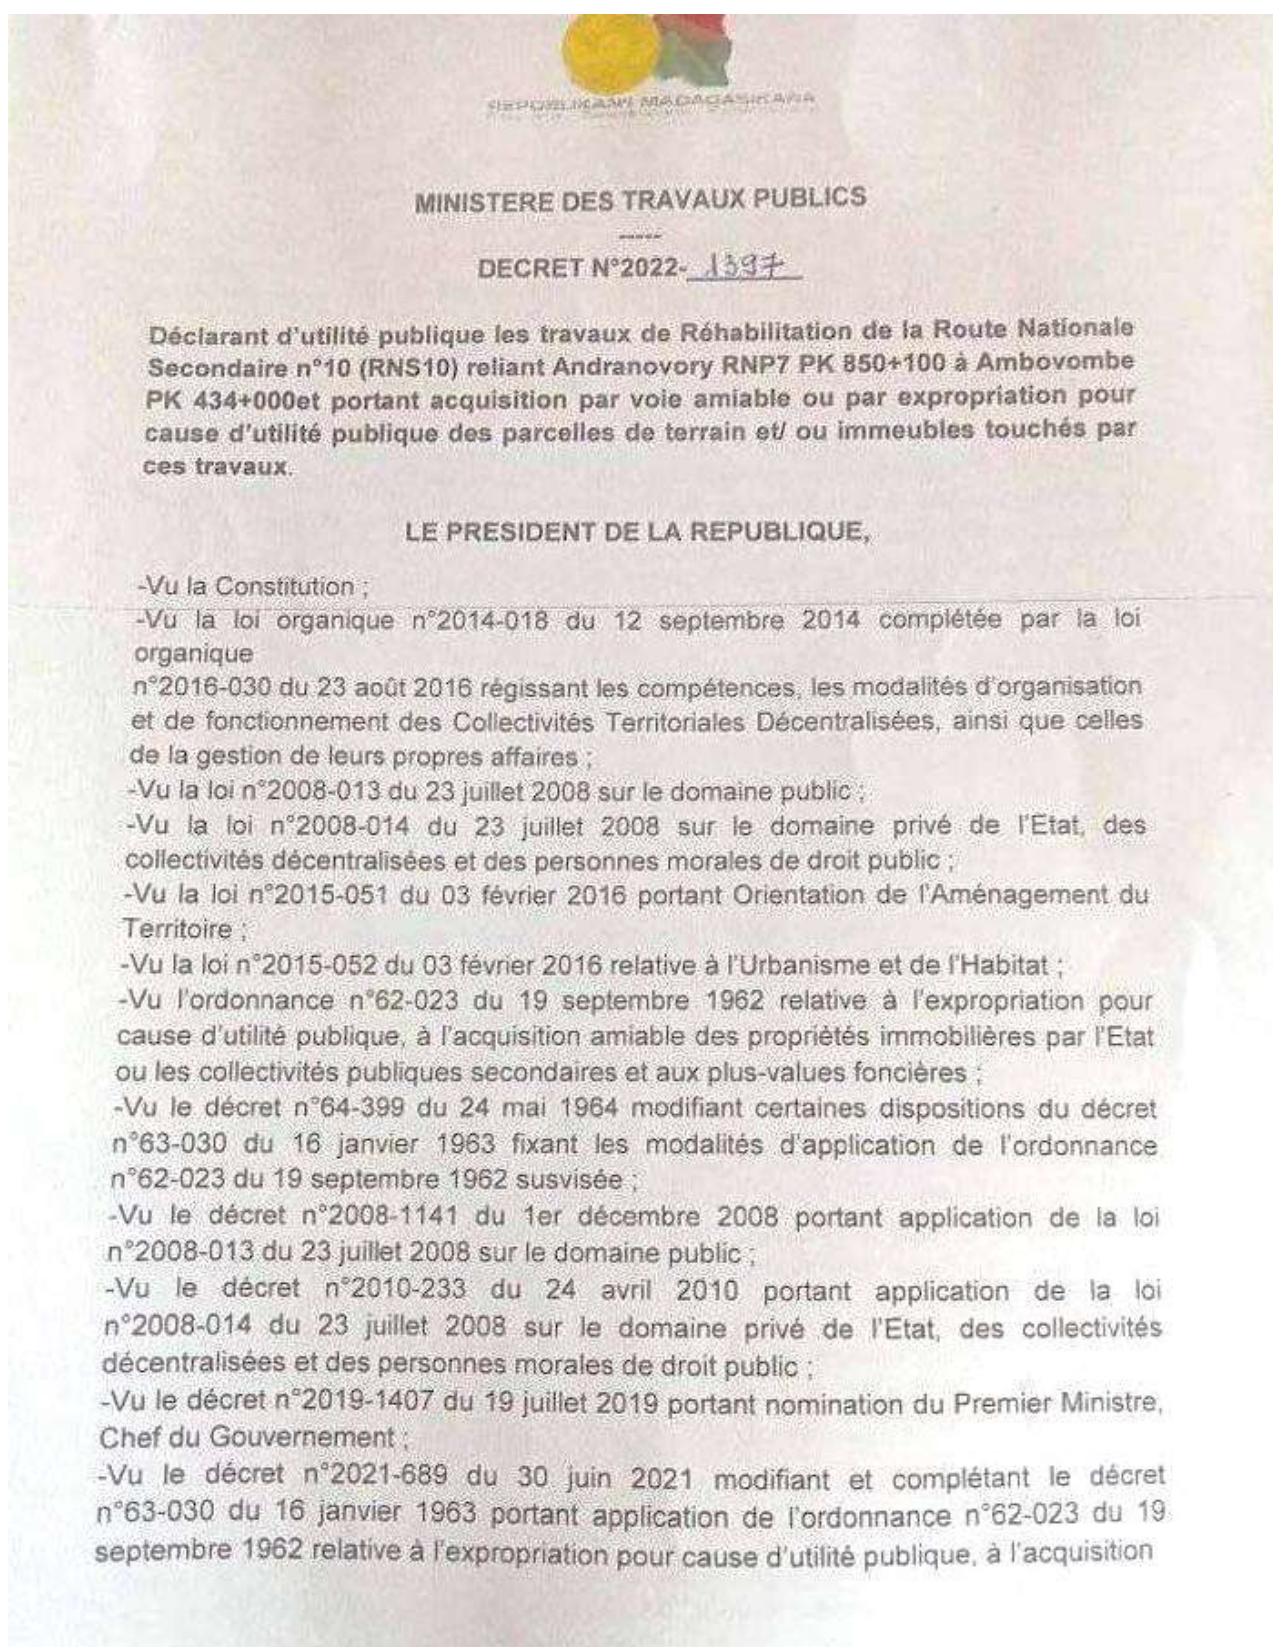 REPOBLIKAN'I MADAGASIKARA
MINISTERE DES TRAVAUX PUBLICS
-----
DECRET N°2022- 1397
Déclarant d'utilité publique les travaux de Réhabilitation de la Route Nationale
Secondaire n°10 (RNS10) reliant Andranovory RNP7 PK 850+100 à Ambovombe
PK 434+000et portant acquisition par voie amiable ou par expropriation pour
cause d'utilité publique des parcelles de terrain et/ ou immeubles touchés par
ces travaux.
LE PRESIDENT DE LA REPUBLIQUE,
-Vu la Constitution ;
-Vu la loi organique n°2014-018 du 12 septembre 2014 complétée par la loi
organique
n°2016-030 du 23 août 2016 régissant les compétences, les modalités d'organisation
et de fonctionnement des Collectivités Territoriales Décentralisées, ainsi que celles
de la gestion de leurs propres affaires ;
-Vu la loi n°2008-013 du 23 juillet 2008 sur le domaine public ;
-Vu la loi n°2008-014 du 23 juillet 2008 sur le domaine privé de l'Etat, des
collectivités décentralisées et des personnes morales de droit public ;
-Vu la loi n°2015-051 du 03 février 2016 portant Orientation de l'Aménagement du
Territoire ;
-Vu la loi n°2015-052 du 03 février 2016 relative à l'Urbanisme et de l'Habitat ;
-Vu l'ordonnance n°62-023 du 19 septembre 1962 relative à l'expropriation pour
cause d'utilité publique, à l'acquisition amiable des propriètés immobilières par l'Etat
ou les collectivités publiques secondaires et aux plus-values foncières ;
-Vu le décret n°64-399 du 24 mai 1964 modifiant certaines dispositions du décret
n°63-030 du 16 janvier 1963 fixant les modalités d'application de l'ordonnance
n°62-023 du 19 septembre 1962 susvisée ;
-Vu le décret n°2008-1141 du 1er décembre 2008 portant application de la loi
n°2008-013 du 23 juillet 2008 sur le domaine public ;
-Vu le décret n°2010-233 du 24 avril 2010 portant application de la loi
n°2008-014 du 23 juillet 2008 sur le domaine privé de l'Etat, des collectivités
décentralisées et des personnes morales de droit public ;
-Vu le décret n°2019-1407 du 19 juillet 2019 portant nomination du Premier Ministre,
Chef du Gouvernement ;
-Vu le décret n°2021-689 du 30 juin 2021 modifiant et complétant le décret
n°63-030 du 16 janvier 1963 portant application de l'ordonnance n°62-023 du 19
septembre 1962 relative à l'expropriation pour cause d'utilité publique, à l'acquisition